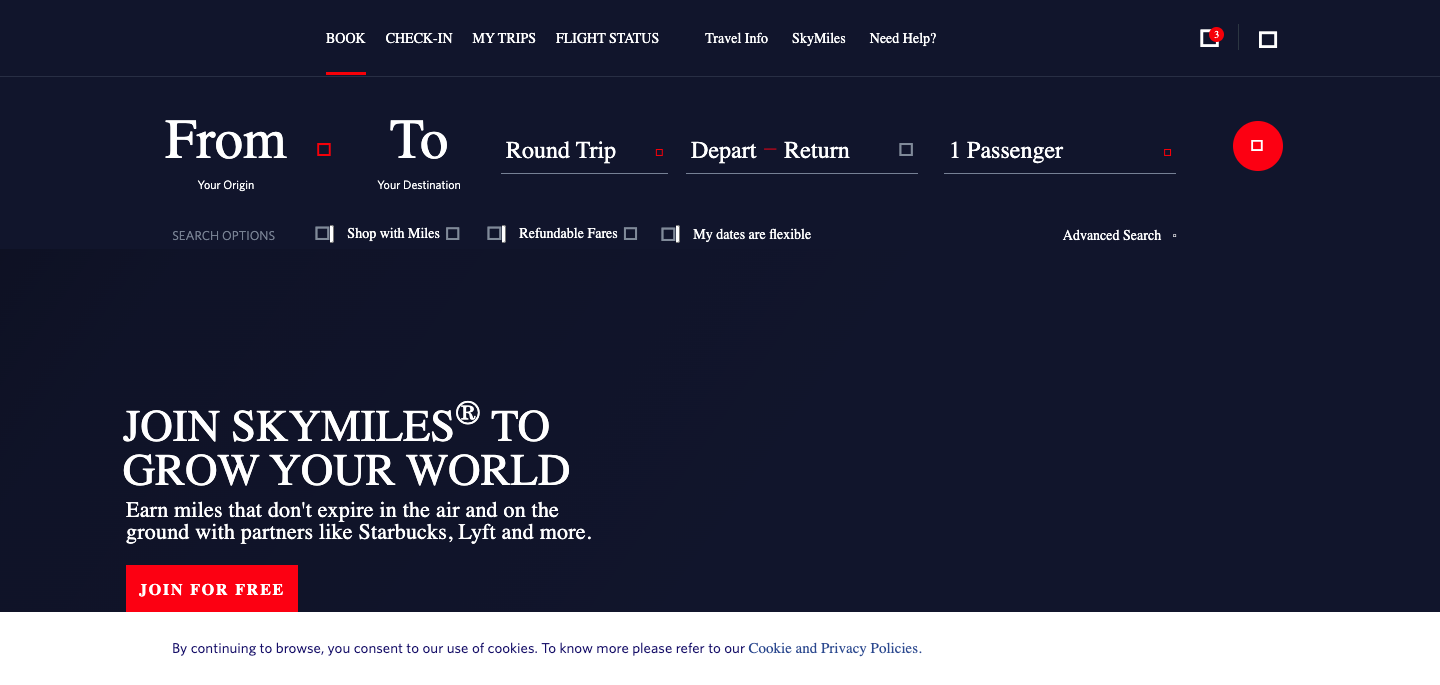 BOOK CHECK-IN MY TRIPS FLIGHT STATUS Travel Info SkyMiles Need Help? 3
From To Round Trip Depart — Return 1 Passenger
Your Origin Your Destination
SEARCH OPTIONS Shop with Miles Refundable Fares My dates are flexible Advanced Search
JOIN SKYMILES® TO
GROW YOUR WORLD
Earn miles that don't expire in the air and on the
ground with partners like Starbucks, Lyft and more.
JOIN FOR FREE
By continuing to browse, you consent to our use of cookies. To know more please refer to our Cookie and Privacy Policies.